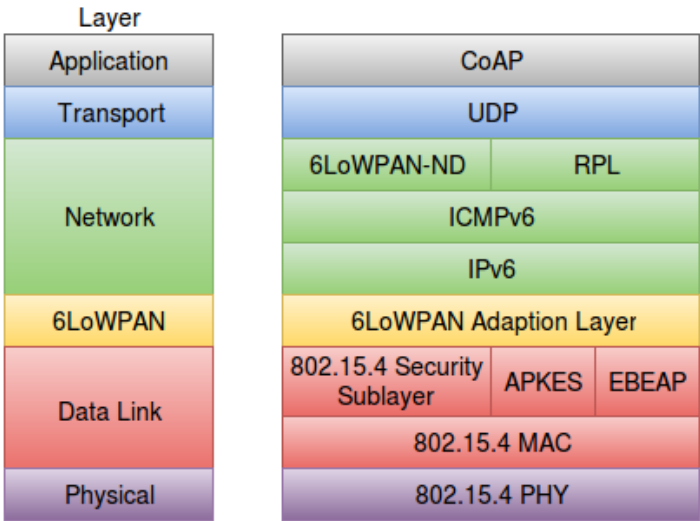 Layer
Application
CoAP
Transport
UDP
Network
6LoWPAN-ND
RPL
ICMPv6
IPv6
6LoWPAN
6LoWPAN Adaption Layer
Data Link
802.15.4 Security
Sublayer
APKES
EBEAP
802.15.4 MAC
Physical
802.15.4 PHY